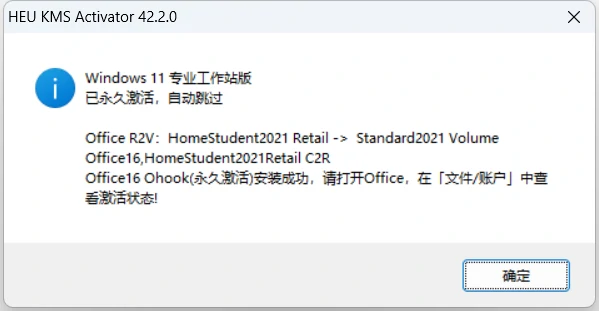 HEU KMS Activator 42.2.0
Windows 11 专业工作站版
已永久激活，自动跳过
Office R2V：HomeStudent2021 Retail -> Standard2021 Volume
Office16,HomeStudent2021Retail C2R
Office16 Ohook(永久激活)安装成功，请打开Office，在「文件/账户」中查
看激活状态!
确定